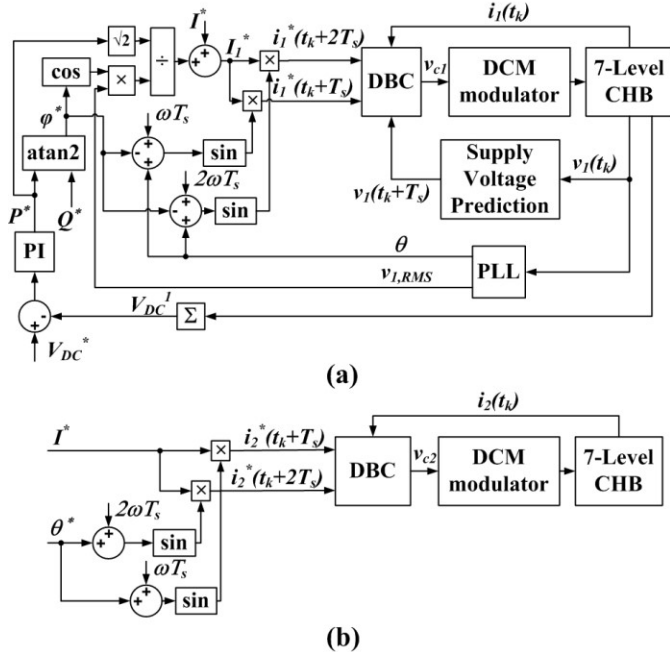 I*
i1(tk)
√2
÷
+
+
I1*
×
i1*(tk+2Ts)
DBC
vc1
DCM
modulator
7-Level
CHB
cos
×
×
i1*(tk+Ts)
φ*
ωTs
atan2
-
+
+
sin
2ωTs
v1(tk+Ts)
Supply
Voltage
Prediction
v1(tk)
P*
Q*
-
+
+
sin
PI
θ
v1,RMS
PLL
-
+
VDC1
Σ
VDC*
(a)
I*
×
i2*(tk+Ts)
i2(tk)
DBC
vc2
DCM
modulator
7-Level
CHB
×
i2*(tk+2Ts)
2ωTs
θ*
+
+
sin
ωTs
+
+
sin
(b)